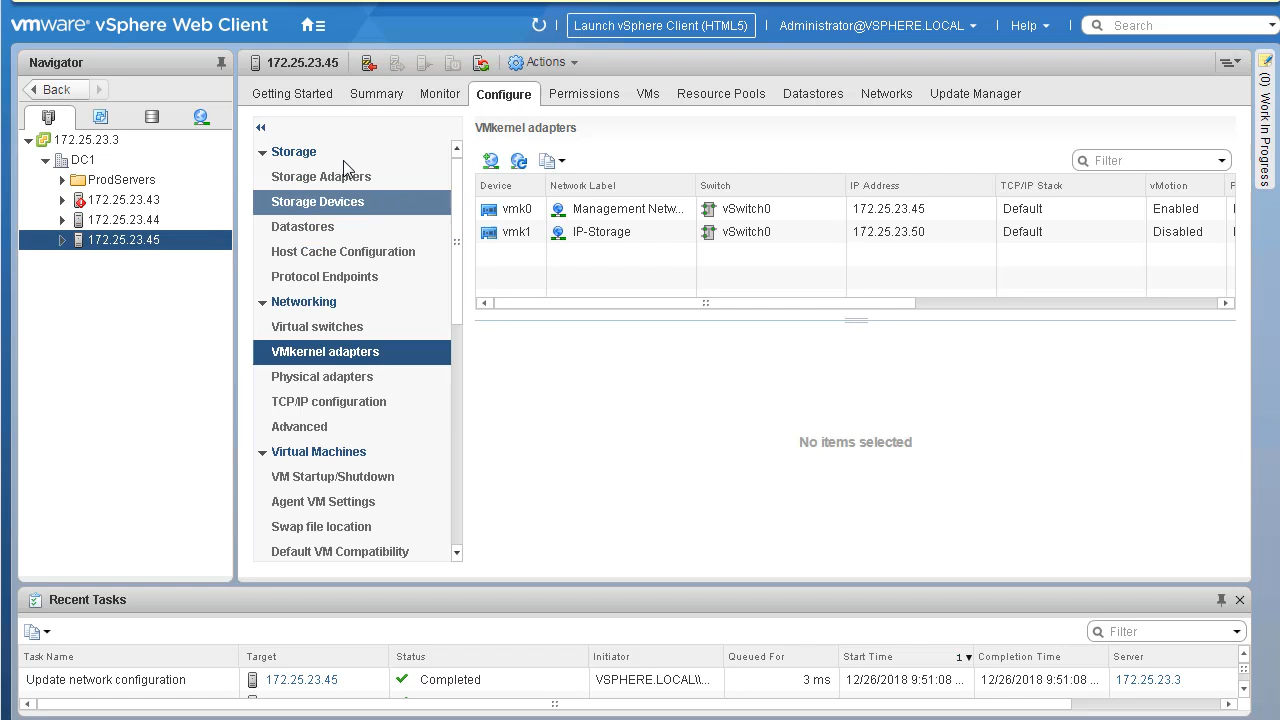 vmware® vSphere Web Client
Launch vSphere Client (HTML5)
Administrator@VSPHERE.LOCAL
Help
Search
Navigator
Back
172.25.23.3
DC1
ProdServers
172.25.23.43
172.25.23.44
172.25.23.45
172.25.23.45
Actions
Getting Started
Summary
Monitor
Configure
Permissions
VMs
Resource Pools
Datastores
Networks
Update Manager
Storage
Storage Adapters
Storage Devices
Datastores
Host Cache Configuration
Protocol Endpoints
Networking
Virtual switches
VMkernel adapters
Physical adapters
TCP/IP configuration
Advanced
Virtual Machines
VM Startup/Shutdown
Agent VM Settings
Swap file location
Default VM Compatibility
VMkernel adapters
Filter
Device Network Label Switch IP Address TCP/IP Stack vMotion
vmk0 Management Netw... vSwitch0 172.25.23.45 Default Enabled
vmk1 IP-Storage vSwitch0 172.25.23.50 Default Disabled
No items selected
(0) Work In Progress
Recent Tasks
Filter
Task Name Target Status Initiator Queued For Start Time 1 Completion Time Server
Update network configuration 172.25.23.45 Completed VSPHERE.LOCAL\\... 3 ms 12/26/2018 9:51:08 ... 12/26/2018 9:51:08 ... 172.25.23.3